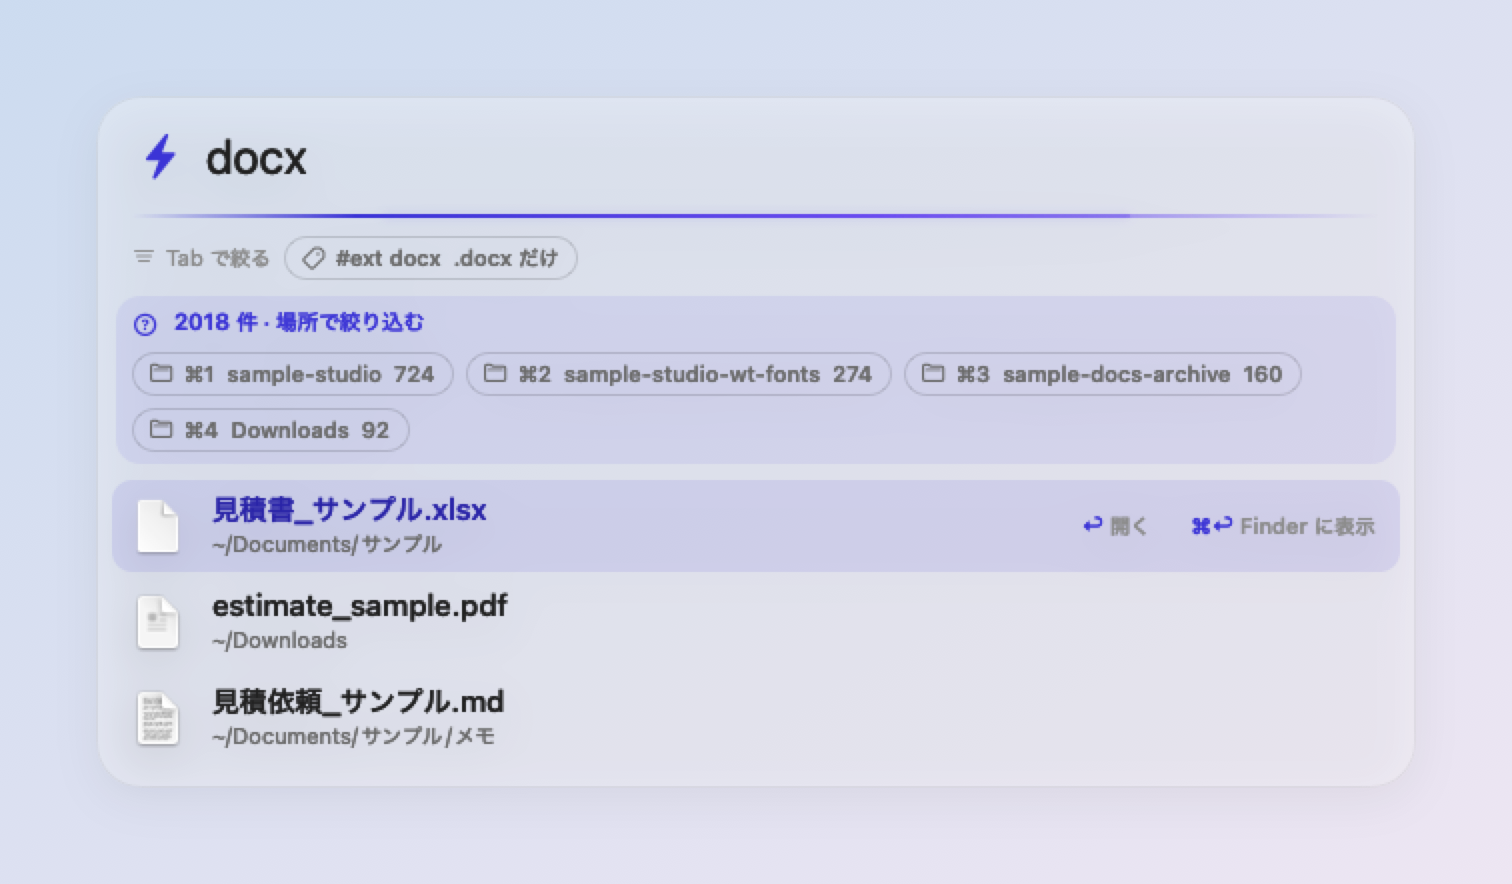 docx
Tab で絞る #ext docx .docx だけ
2018 件 · 場所で絞り込む
⌘1 sample-studio 724 ⌘2 sample-studio-wt-fonts 274 ⌘3 sample-docs-archive 160
⌘4 Downloads 92
見積書_サンプル.xlsx
~/Documents/サンプル
↩ 開く ⌘↩ Finder に表示
estimate_sample.pdf
~/Downloads
見積依頼_サンプル.md
~/Documents/サンプル/メモ